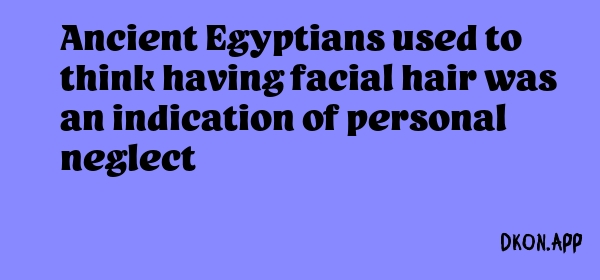 Ancient Egyptians used to
think having facial hair was
an indication of personal
neglect
DKON.APP